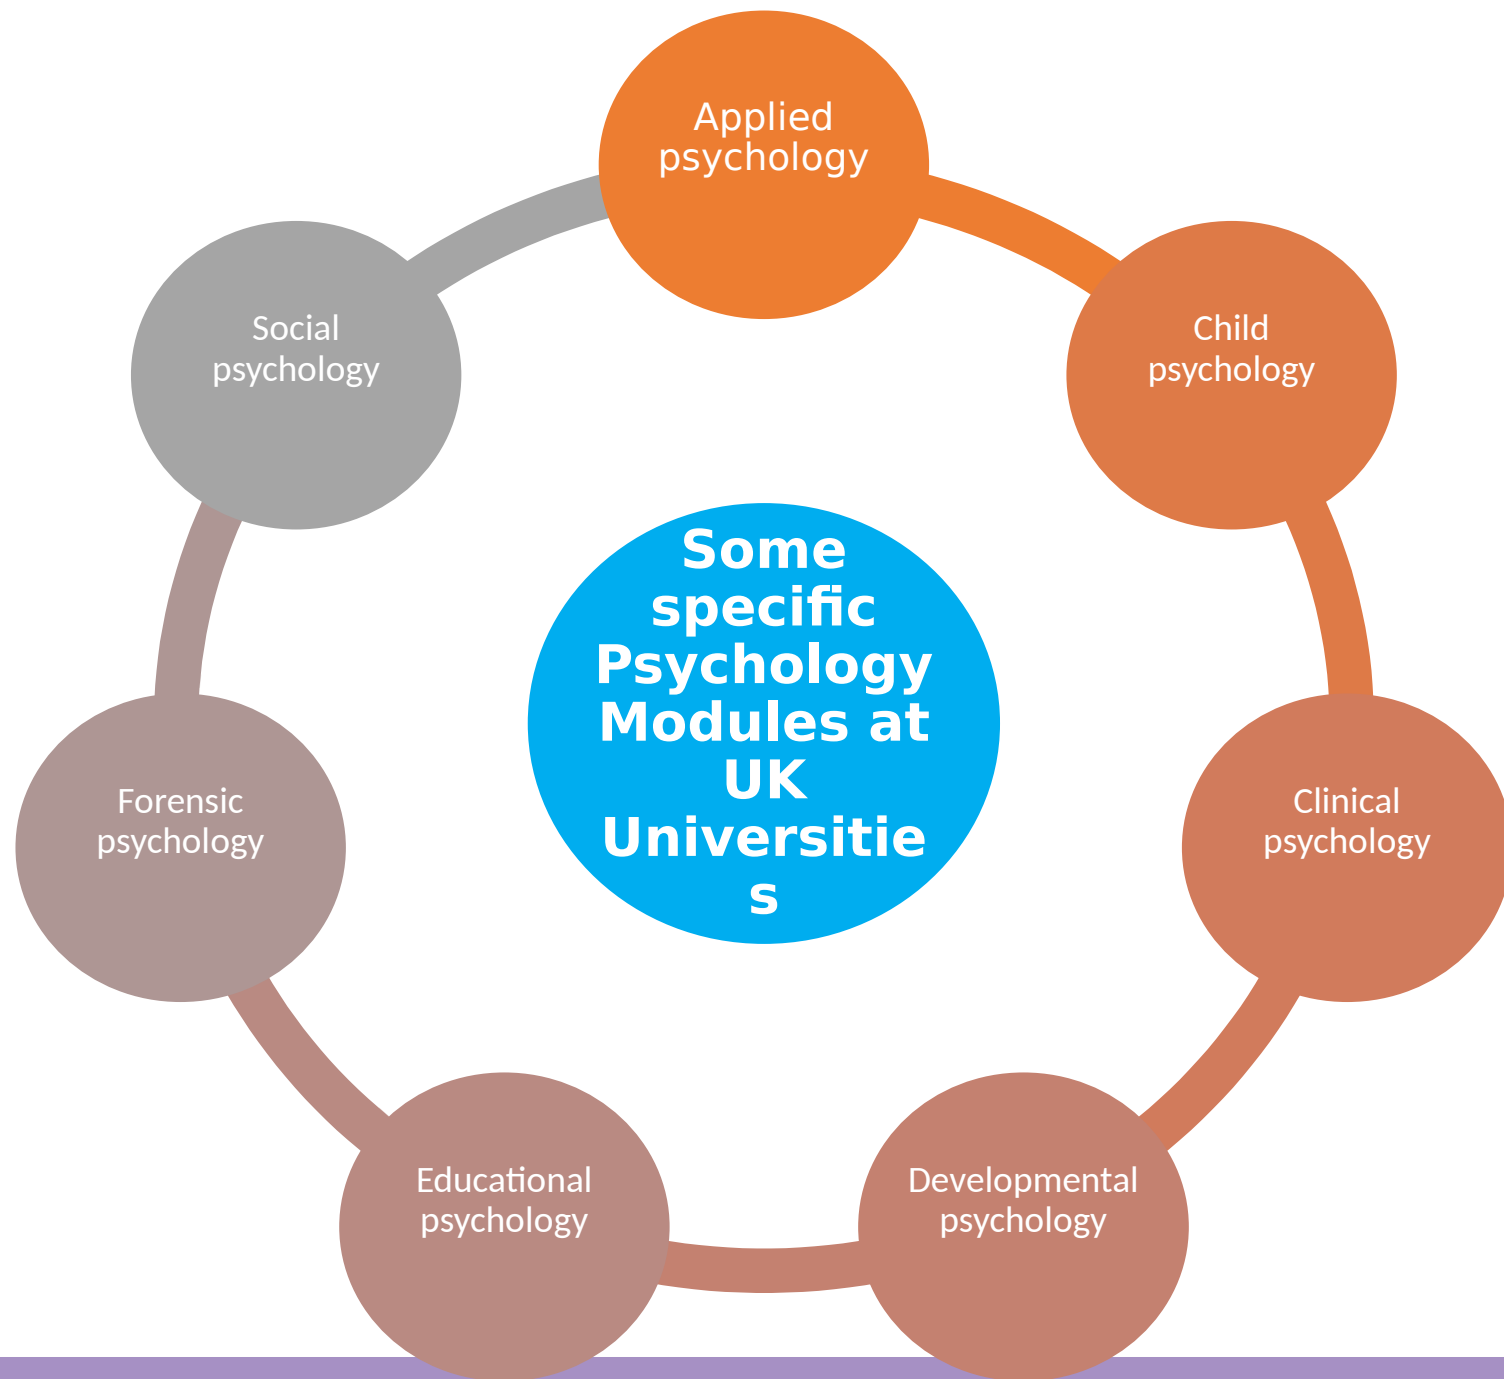 Applied
psychology
Child
psychology
Clinical
psychology
Developmental
psychology
Educational
psychology
Forensic
psychology
Social
psychology
Some
specific
Psychology
Modules at
UK
Universitie
s